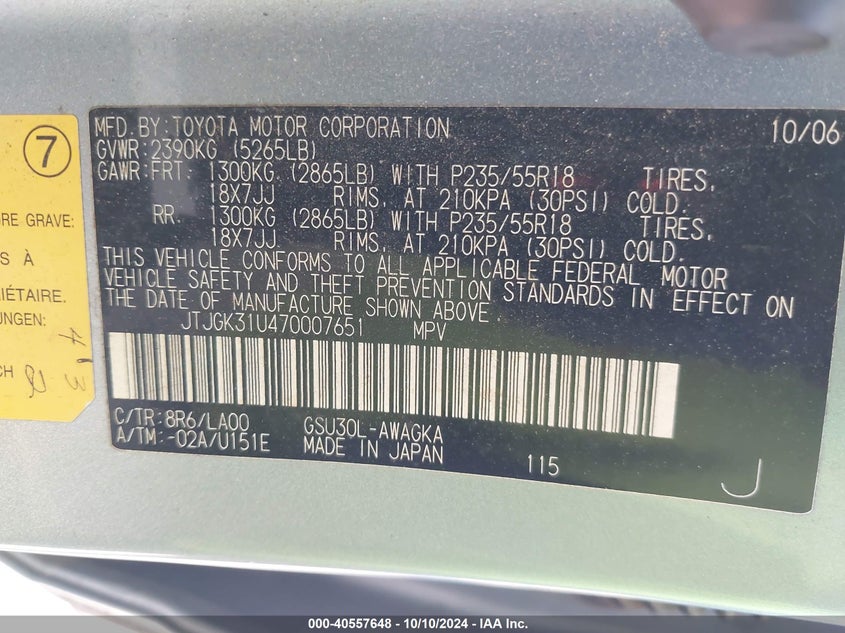 7
RE GRAVE:
S À
IÉTAIRE.
UNGEN:
CH
MFD. BY: TOYOTA MOTOR CORPORATION 10/06
GVWR: 2390KG (5265LB)
GAWR: FRT. 1300KG (2865LB) WITH P235/55R18 TIRES,
18X7JJ RIMS, AT 210KPA (30PSI) COLD.
RR. 1300KG (2865LB) WITH P235/55R18 TIRES,
18X7JJ RIMS, AT 210KPA (30PSI) COLD.
THIS VEHICLE CONFORMS TO ALL APPLICABLE FEDERAL MOTOR
VEHICLE SAFETY AND THEFT PREVENTION STANDARDS IN EFFECT ON
THE DATE OF MANUFACTURE SHOWN ABOVE.
JTJGK31U470007651 MPV
C/TR: 8R6/LA00 GSU30L-AWAGKA
A/TM: -02A/U151E MADE IN JAPAN 115 J
000-40557648 - 10/10/2024 - IAA Inc.